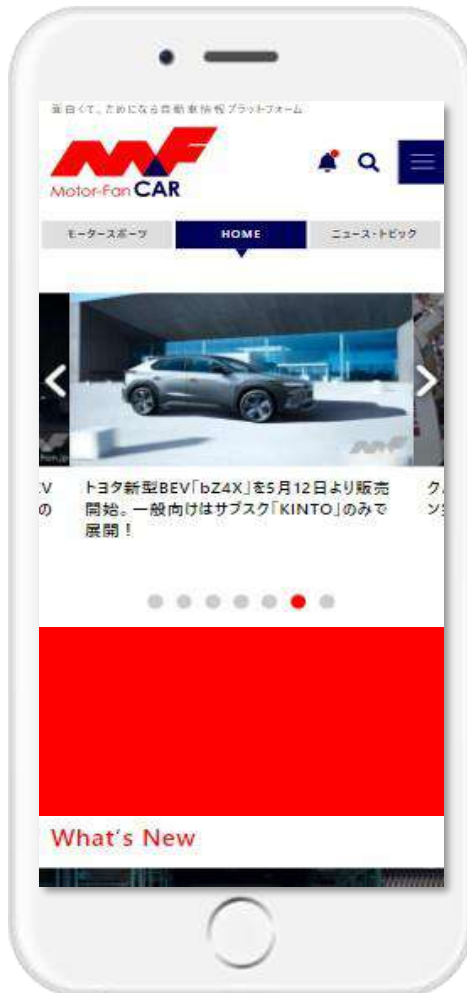 面白くて、ためになる自動車情報プラットフォーム
MF
Motor-Fan CAR
モータースポーツ
HOME
ニュース・トピック
EV
の
トヨタ新型BEV「bZ4X」を5月12日より販売
開始。一般向けはサブスク「KINTO」のみで
展開！
What's New